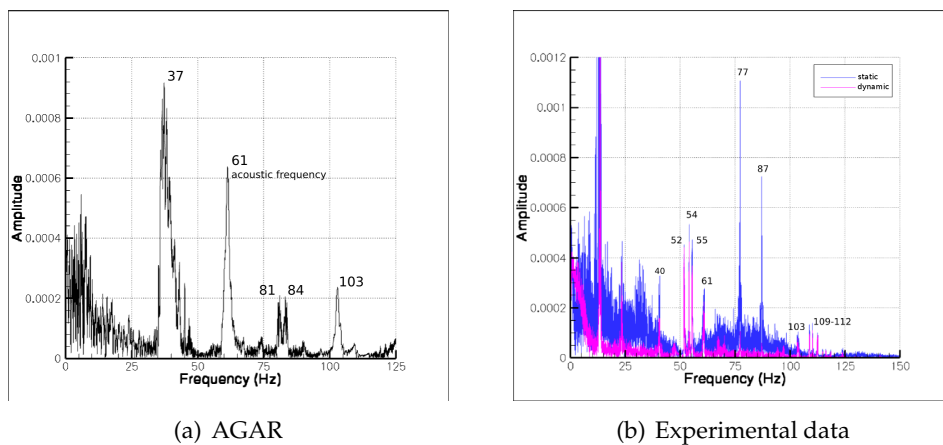 0.001
37
0.0008
61
acoustic frequency
0.0006
Amplitude
0.0004
81 84 103
0.0002
0
0 25 50 75 100 125
Frequency (Hz)
(a) AGAR
0.0012
static
dynamic
77
0.001
87
0.0008
Amplitude
0.0006
54
52 55
0.0004
40 61
0.0002
103 109-112
0
0 25 50 75 100 125 150
Frequency (Hz)
(b) Experimental data